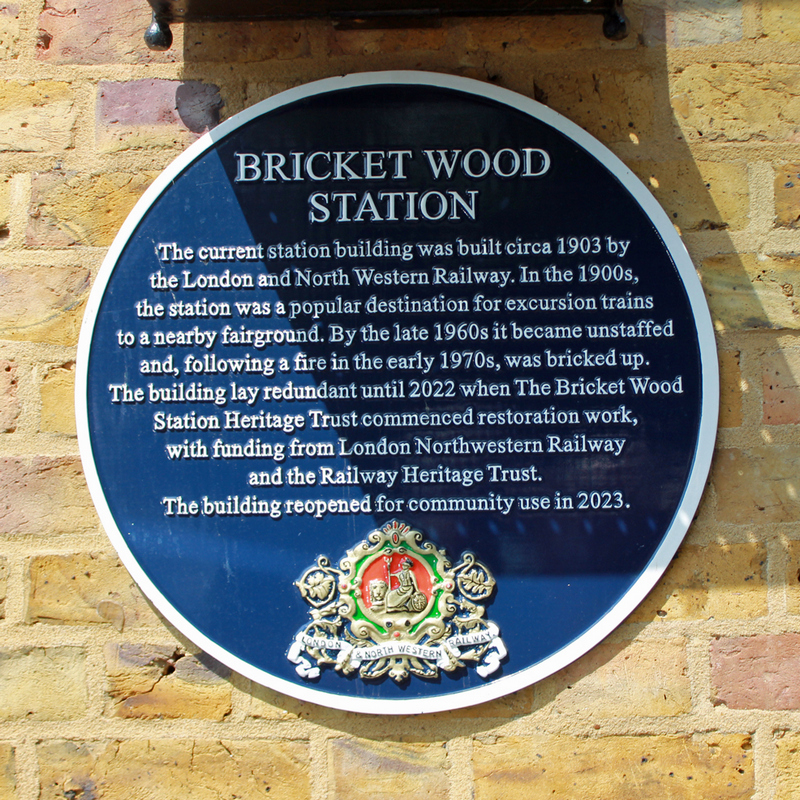 BRICKET WOOD
STATION
The current station building was built circa 1903 by
the London and North Western Railway. In the 1900s,
the station was a popular destination for excursion trains
to a nearby fairground. By the late 1960s it became unstaffed
and, following a fire in the early 1970s, was bricked up.
The building lay redundant until 2022 when The Bricket Wood
Station Heritage Trust commenced restoration work,
with funding from London Northwestern Railway
and the Railway Heritage Trust.
The building reopened for community use in 2023.
LONDON & NORTH WESTERN RAILWAY